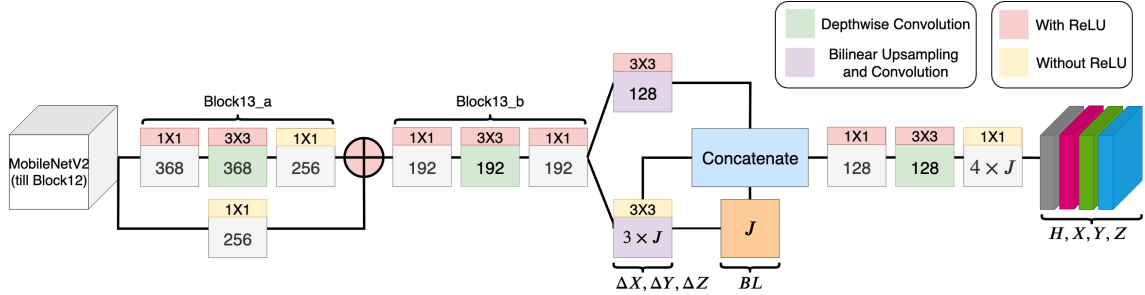 Depthwise Convolution
Bilinear Upsampling
and Convolution
With ReLU
Without ReLU
MobileNetV2
(till Block12)
Block13_a
1X1
368
3X3
368
1X1
256
1X1
256
Block13_b
1X1
192
3X3
192
1X1
192
3X3
128
3X3
3 × J
ΔX, ΔY, ΔZ
Concatenate
J
BL
1X1
128
3X3
128
1X1
4 × J
H, X, Y, Z